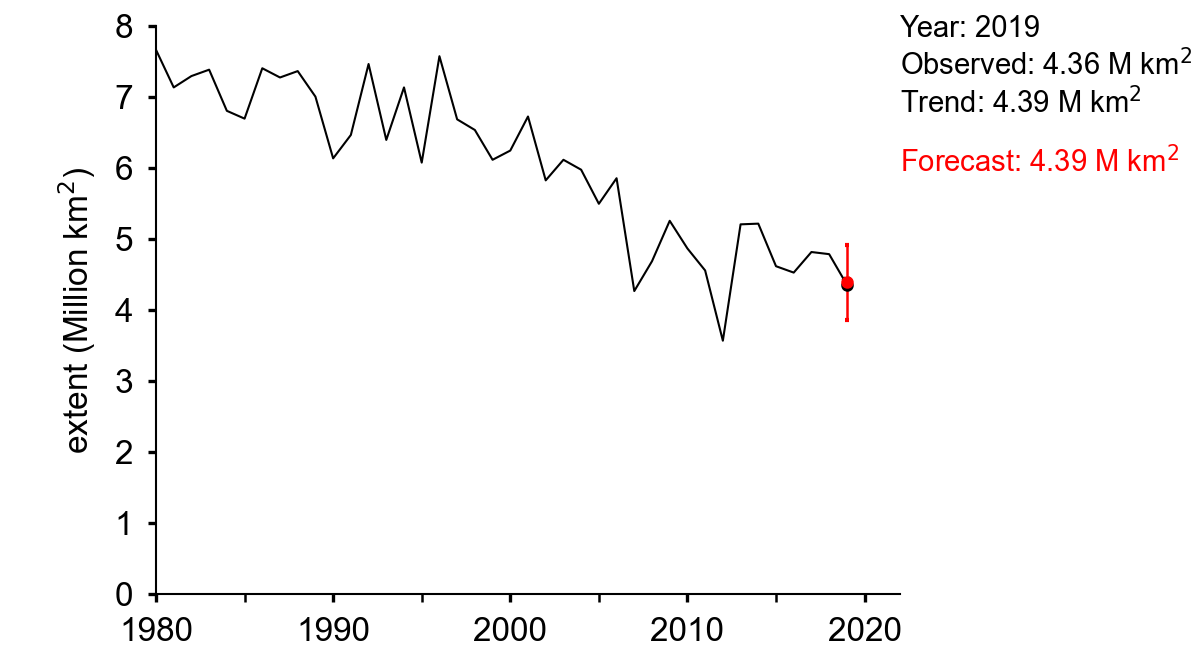 Year: 2019
Observed: 4.36 M km²
Trend: 4.39 M km²
Forecast: 4.39 M km²
extent (Million km²)
8
7
6
5
4
3
2
1
0
1980 1990 2000 2010 2020